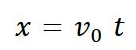 x = v₀ t